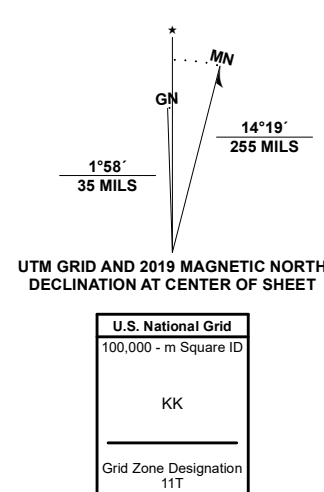 ★
MN
GN
14°19´
255 MILS
1°58´
35 MILS
UTM GRID AND 2019 MAGNETIC NORTH
DECLINATION AT CENTER OF SHEET
U.S. National Grid
100,000 - m Square ID
KK
Grid Zone Designation
11T